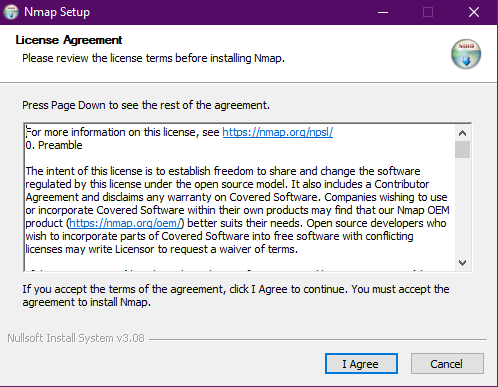 Nmap Setup
License Agreement
Please review the license terms before installing Nmap.
Press Page Down to see the rest of the agreement.
For more information on this license, see https://nmap.org/npsl/
0. Preamble
The intent of this license is to establish freedom to share and change the software
regulated by this license under the open source model. It also includes a Contributor
Agreement and disclaims any warranty on Covered Software. Companies wishing to use
or incorporate Covered Software within their own products may find that our Nmap OEM
product (https://nmap.org/oem/) better suits their needs. Open source developers who
wish to incorporate parts of Covered Software into free software with conflicting
licenses may write Licensor to request a waiver of terms.
If you accept the terms of the agreement, click I Agree to continue. You must accept the
agreement to install Nmap.
Nullsoft Install System v3.08
I Agree
Cancel